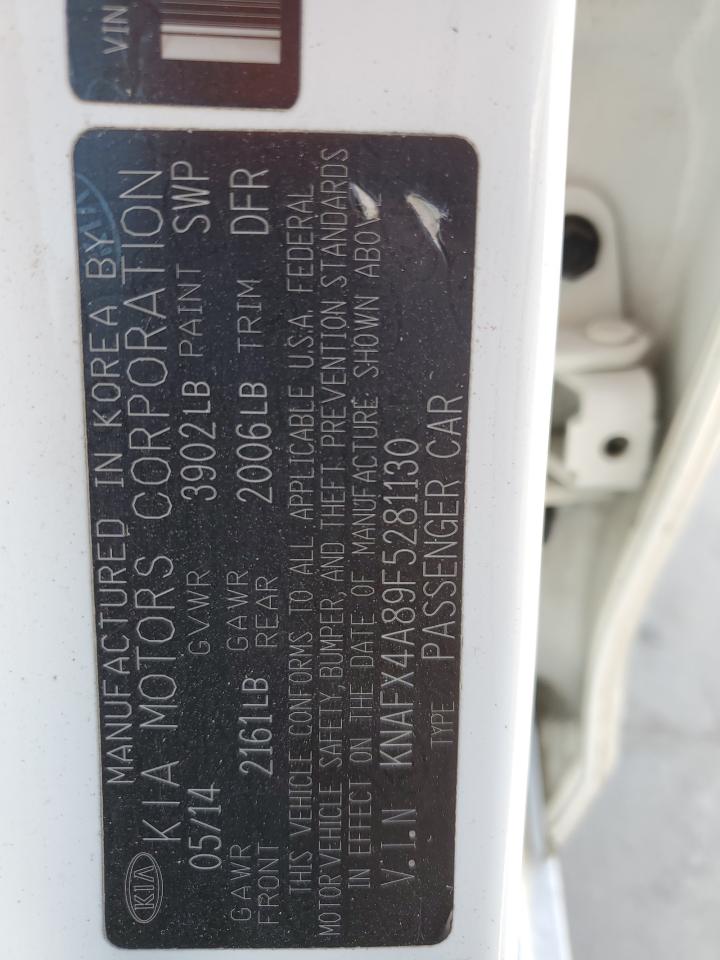 VIN
KIA
MANUFACTURED IN KOREA BY
KIA MOTORS CORPORATION
05/14 GVWR 3902LB PAINT SWP
GAWR FRONT 2161LB GAWR REAR 2006LB TRIM DFR
THIS VEHICLE CONFORMS TO ALL APPLICABLE U.S.A. FEDERAL
MOTOR VEHICLE SAFETY, BUMPER, AND THEFT PREVENTION STANDARDS
IN EFFECT ON THE DATE OF MANUFACTURE SHOWN ABOVE
V.I.N KNAFX4A89F5281130
TYPE PASSENGER CAR